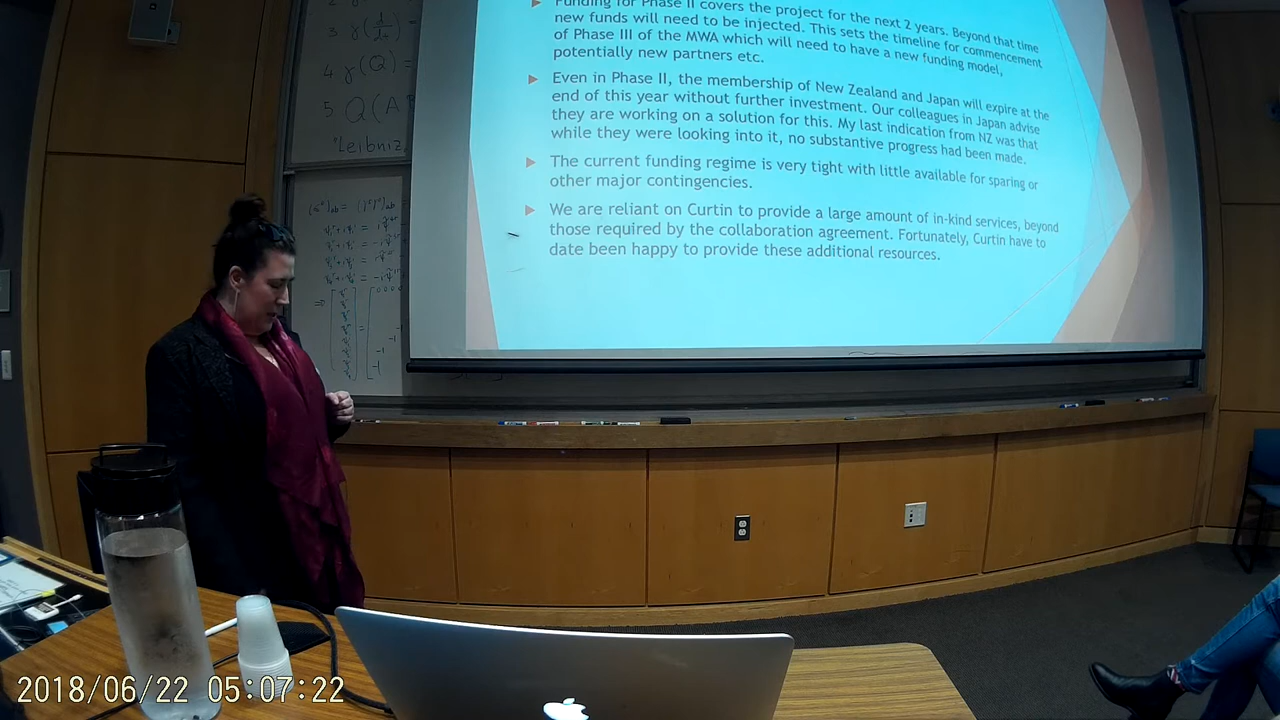 Funding for Phase II covers the project for the next 2 years. Beyond that time
new funds will need to be injected. This sets the timeline for commencement
of Phase III of the MWA which will need to have a new funding model,
potentially new partners etc.
Even in Phase II, the membership of New Zealand and Japan will expire at the
end of this year without further investment. Our colleagues in Japan advise
they are working on a solution for this. My last indication from NZ was that
while they were looking into it, no substantive progress had been made.
The current funding regime is very tight with little available for sparing or
other major contingencies.
We are reliant on Curtin to provide a large amount of in-kind services, beyond
those required by the collaboration agreement. Fortunately, Curtin have to
date been happy to provide these additional resources.
3
4 γ(Q) =
5 Q(A
"Leibniz
2018/06/22 05:07:22